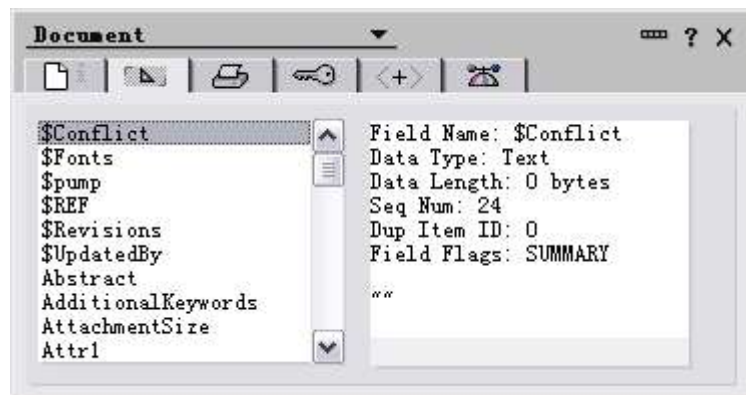 Document
? X
<+>
$Conflict
$Fonts
$pump
$REF
$Revisions
$UpdatedBy
Abstract
AdditionalKeywords
AttachmentSize
Attr1
Field Name: $Conflict
Data Type: Text
Data Length: 0 bytes
Seq Num: 24
Dup Item ID: 0
Field Flags: SUMMARY
""